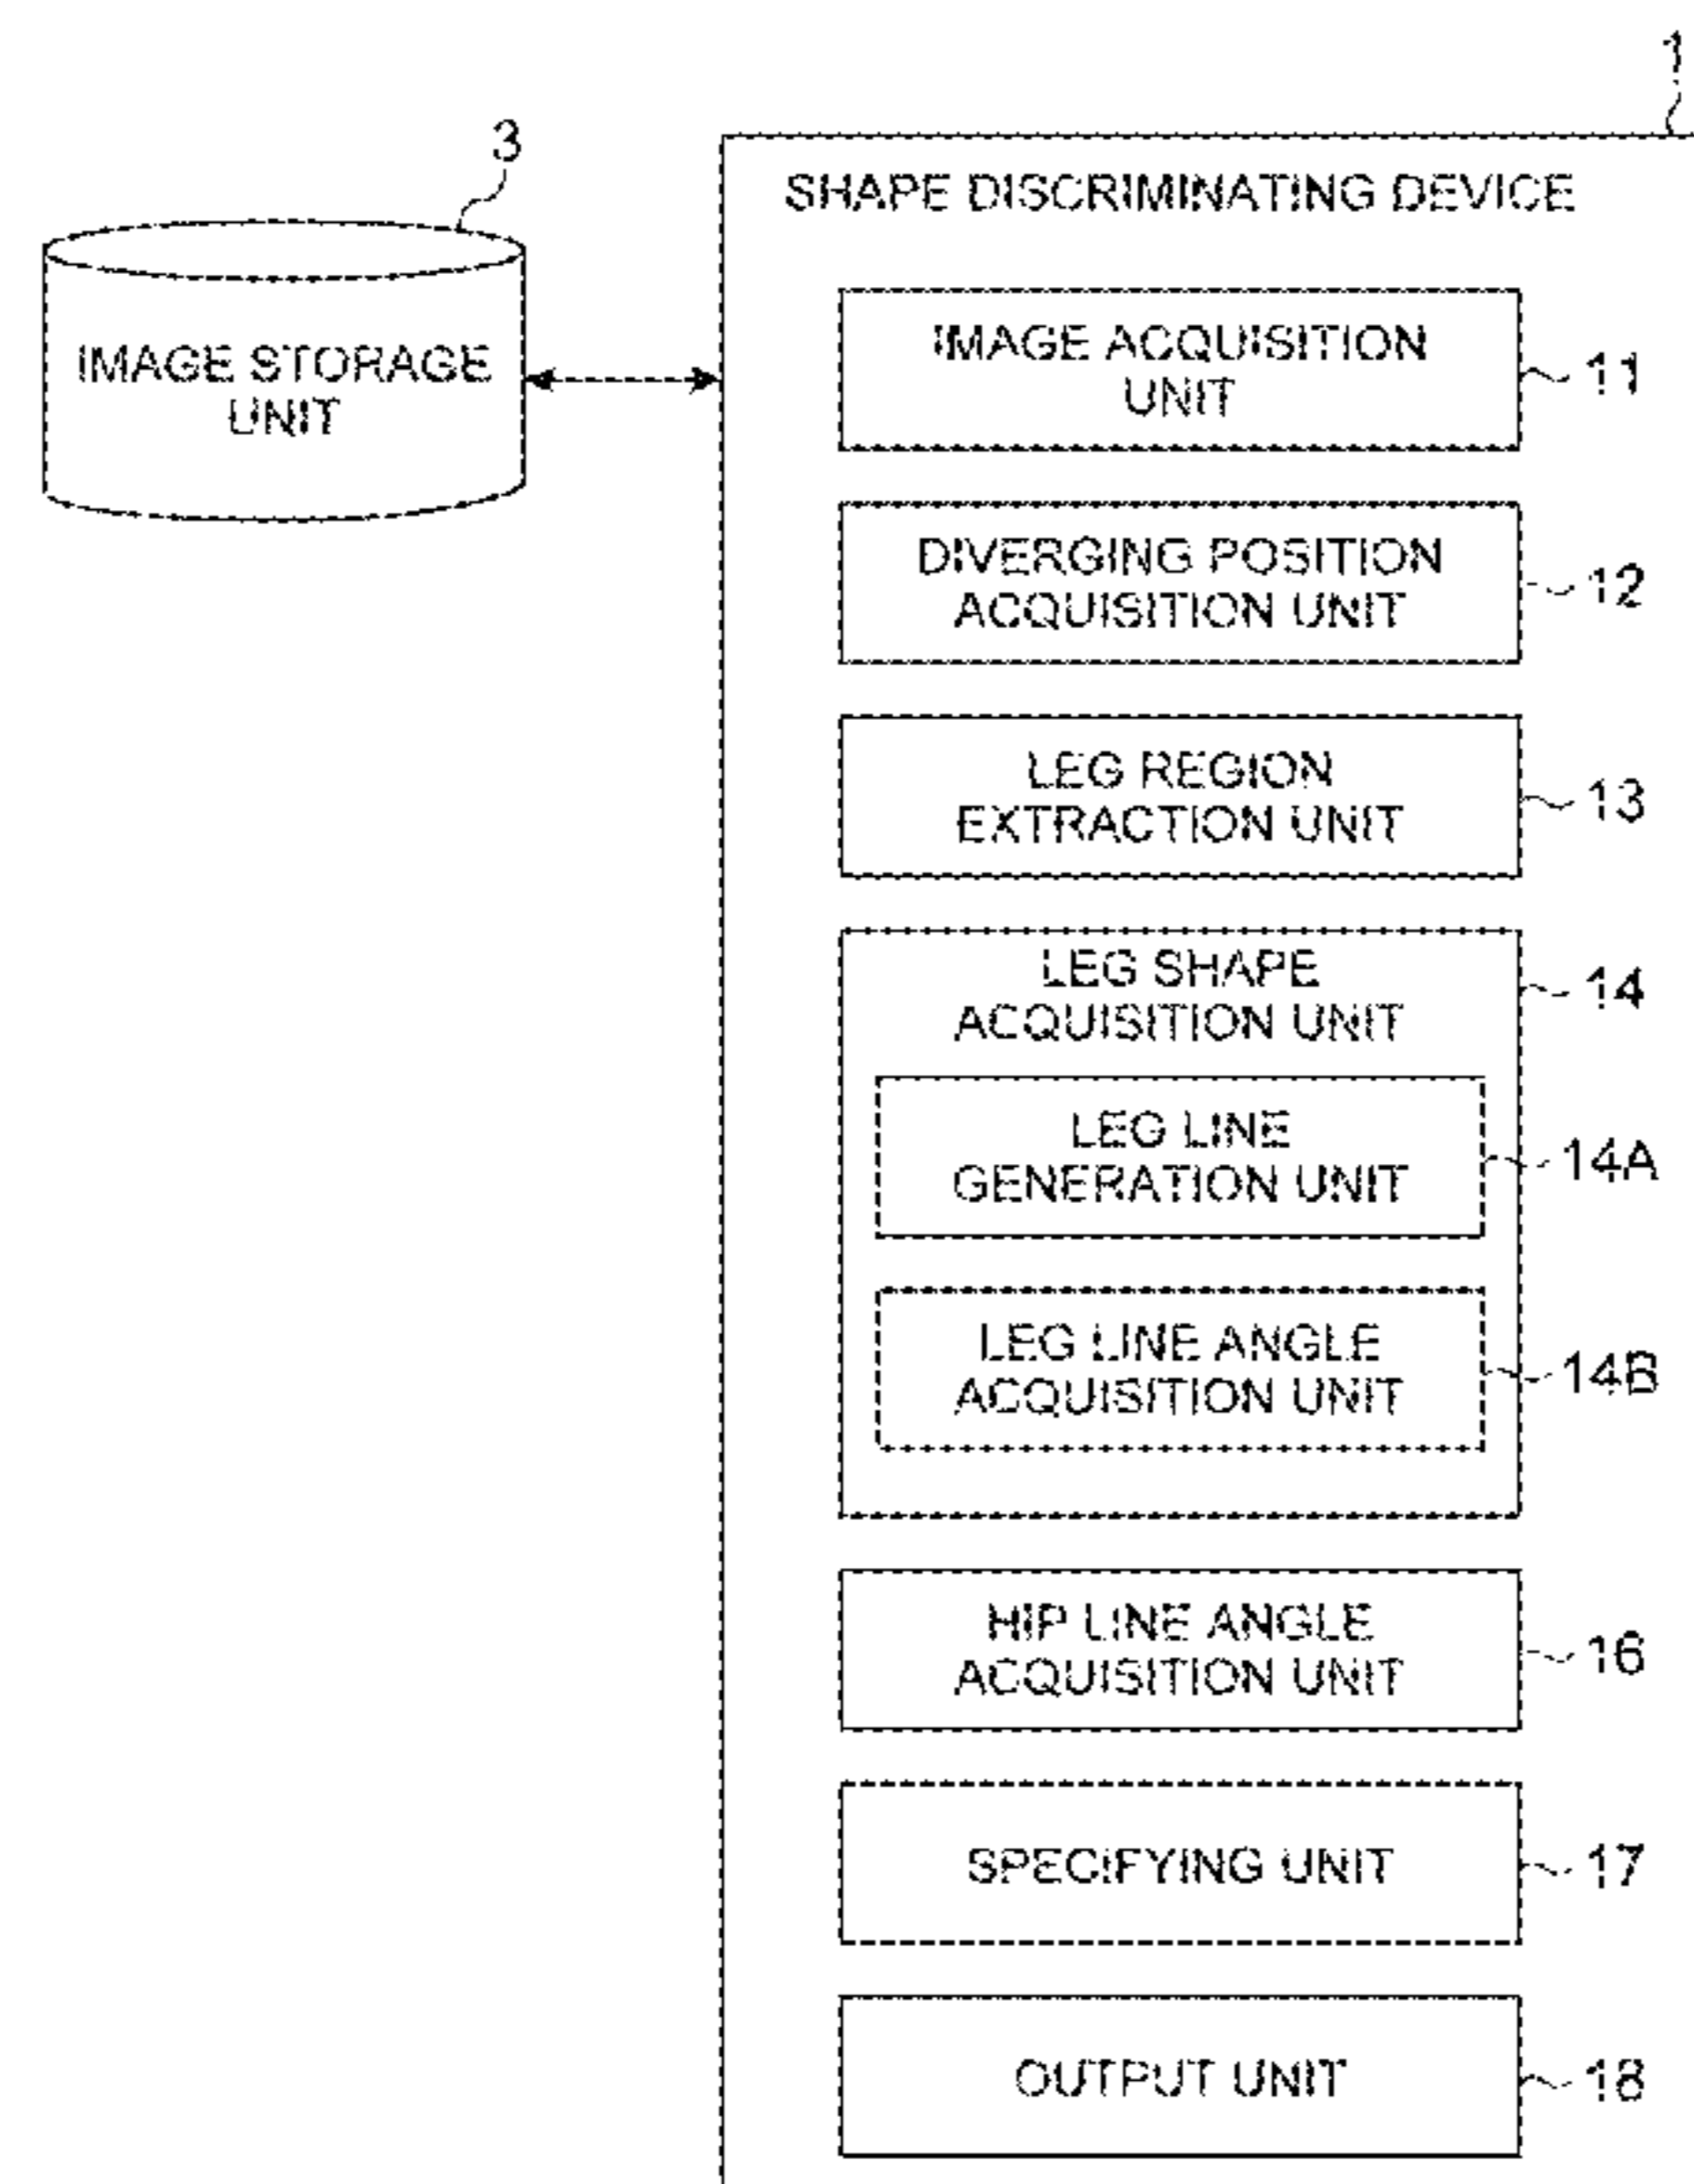 1
3
SHAPE DISCRIMINATING DEVICE
IMAGE STORAGE
UNIT
IMAGE ACQUISITION
UNIT
11
DIVERGING POSITION
ACQUISITION UNIT
12
LEG REGION
EXTRACTION UNIT
13
LEG SHAPE
ACQUISITION UNIT
14
LEG LINE
GENERATION UNIT
14A
LEG LINE ANGLE
ACQUISITION UNIT
14B
HIP LINE ANGLE
ACQUISITION UNIT
16
SPECIFYING UNIT
17
OUTPUT UNIT
18